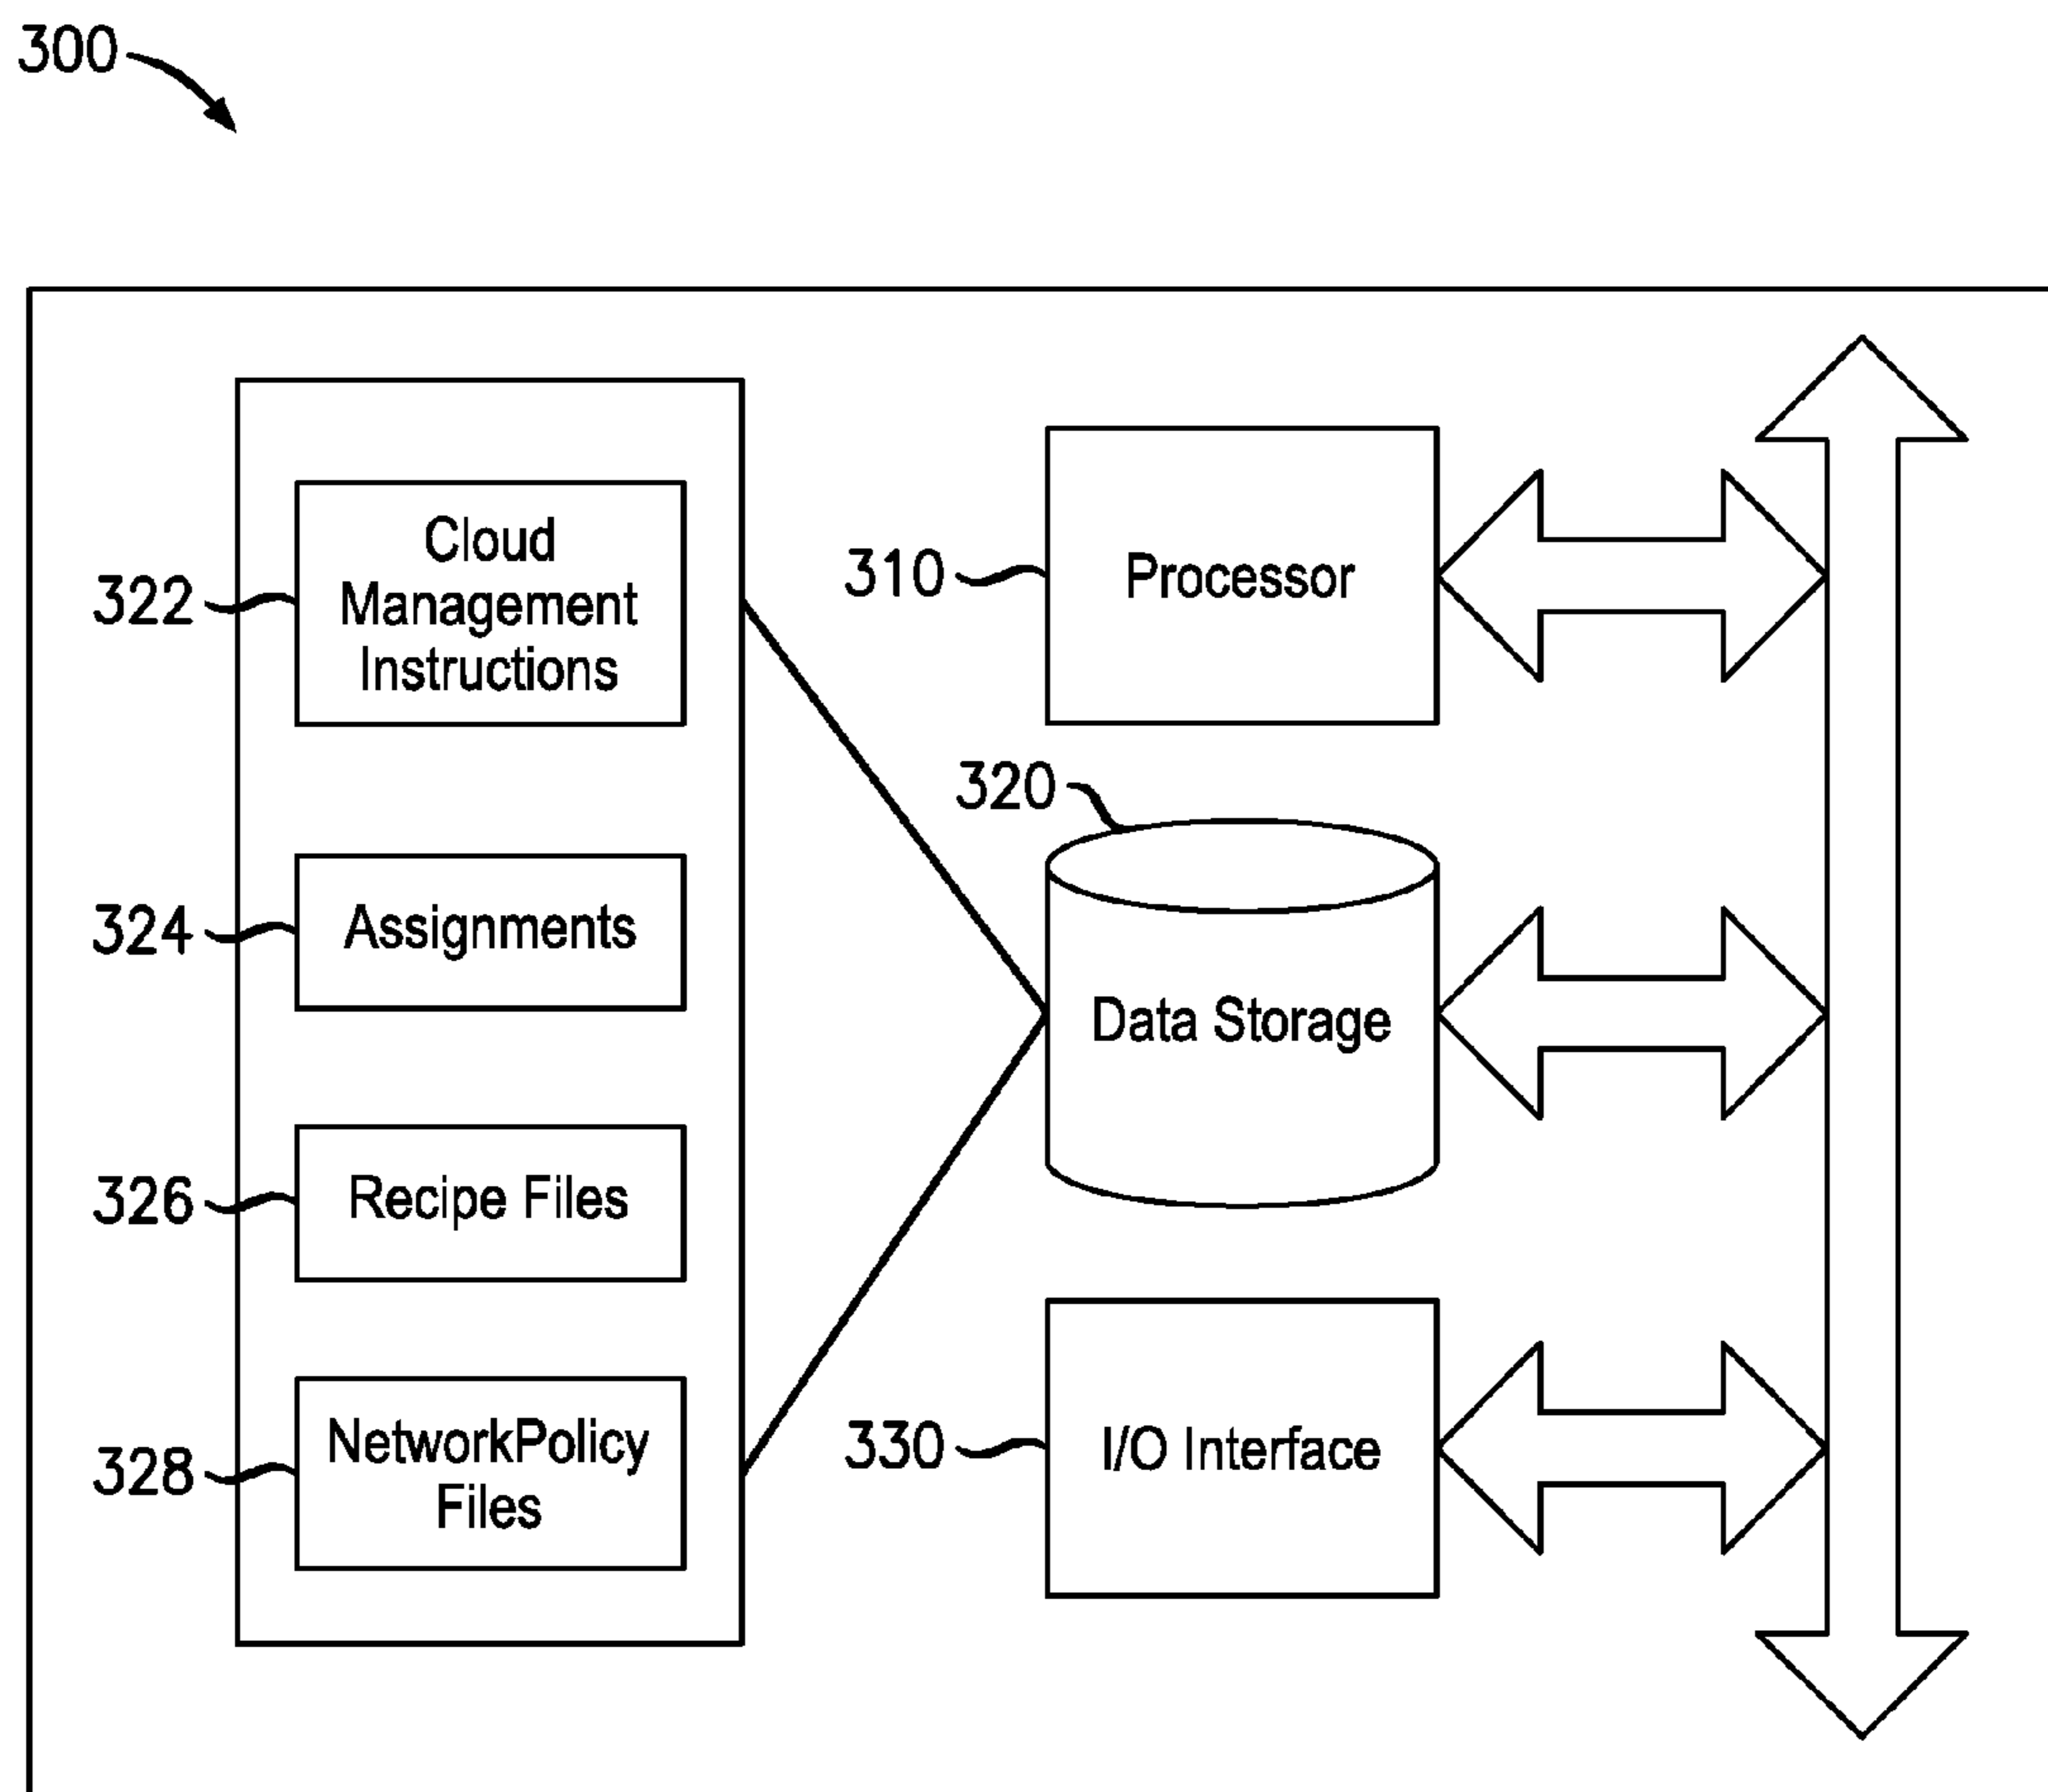 300
322
Cloud
Management
Instructions
324
Assignments
326
Recipe Files
328
NetworkPolicy
Files
310
Processor
320
Data Storage
330
I/O Interface